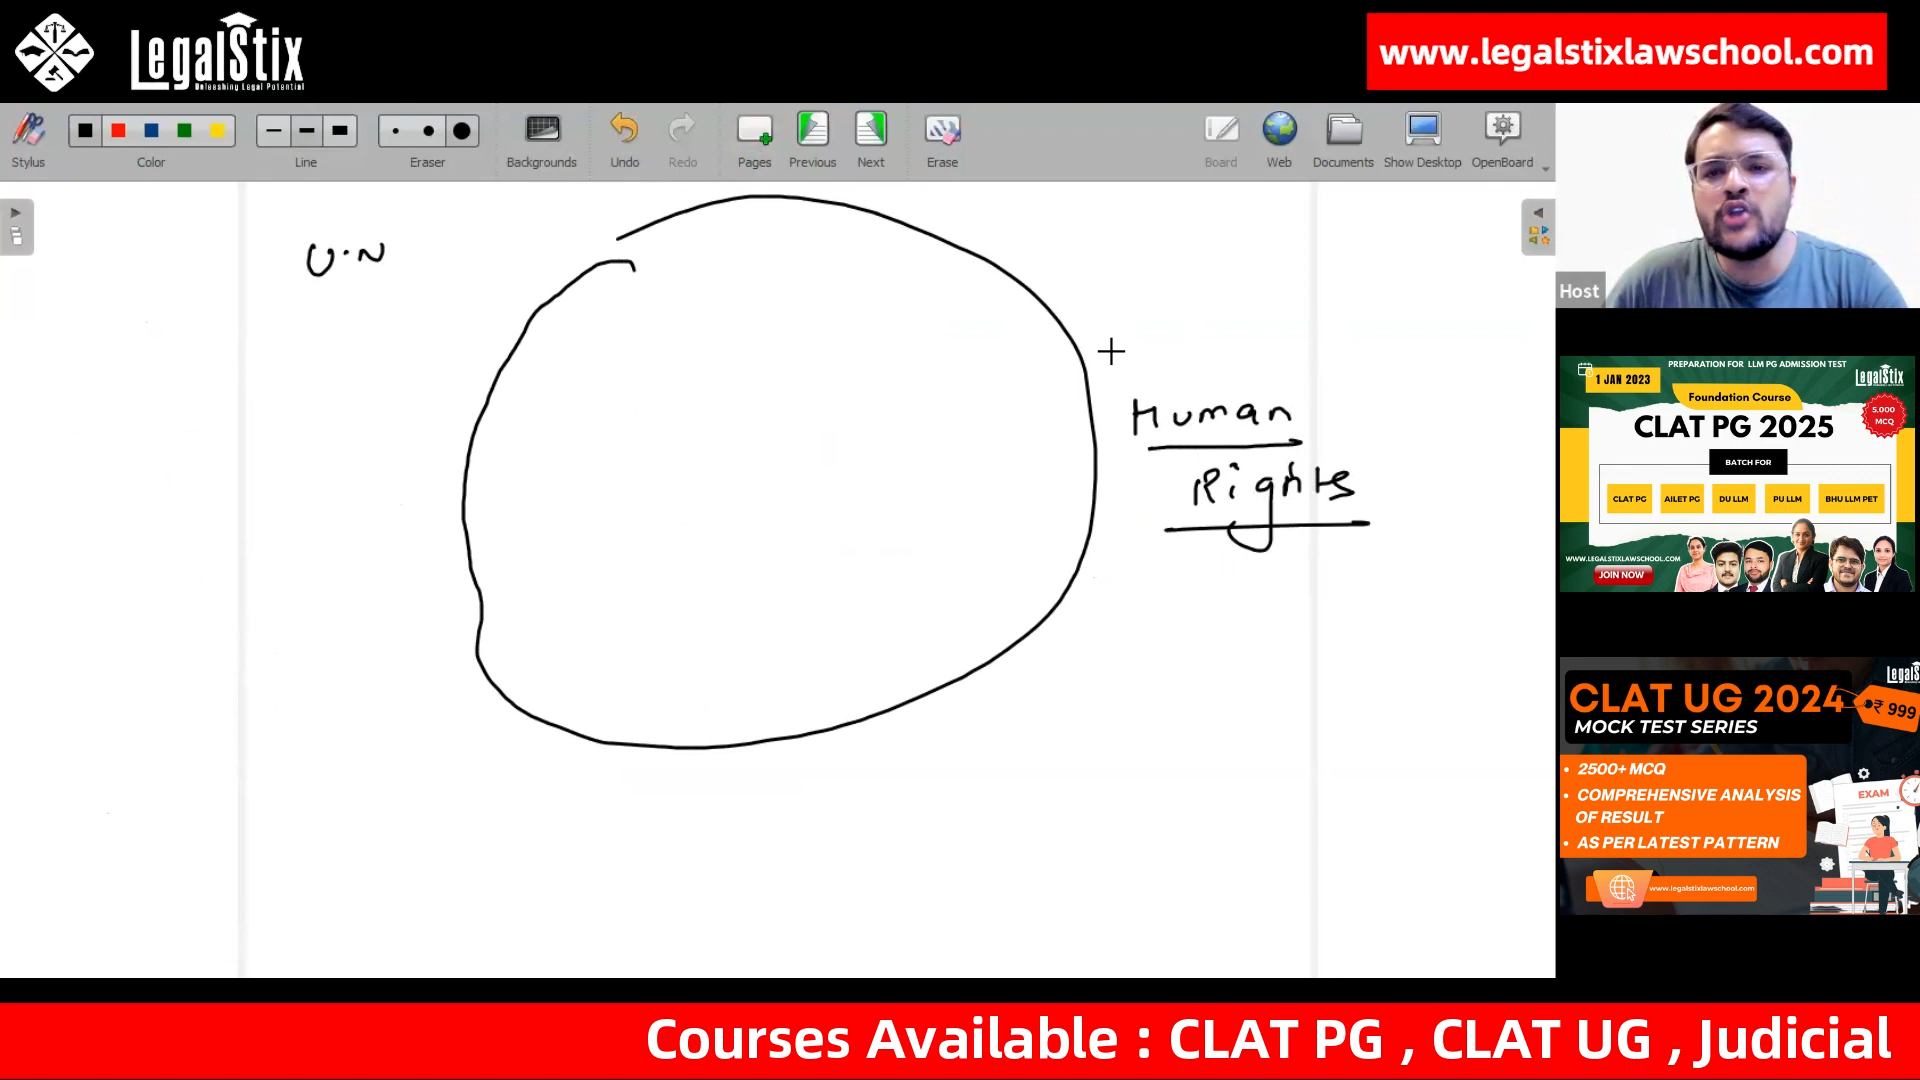 LegalStix
Unleashing Legal Potential
www.legalstixlawschool.com
Stylus
Color
Line
Eraser
Backgrounds
Undo
Redo
Pages
Previous
Next
Erase
Board
Web
Documents
Show Desktop
OpenBoard
U.N
Human
Rights
Host
PREPARATION FOR LLM PG ADMISSION TEST
LegalStix
1 JAN 2023
Foundation Course
5,000
MCQ
CLAT PG 2025
BATCH FOR
CLAT PG
AILET PG
DU LLM
PU LLM
BHU LLM PET
WWW.LEGALSTIXLAWSCHOOL.COM
JOIN NOW
LegalS
CLAT UG 2024
₹ 999
MOCK TEST SERIES
• 2500+ MCQ
• COMPREHENSIVE ANALYSIS
OF RESULT
• AS PER LATEST PATTERN
EXAM
www.legalstixlawschool.com
Courses Available : CLAT PG , CLAT UG , Judicial